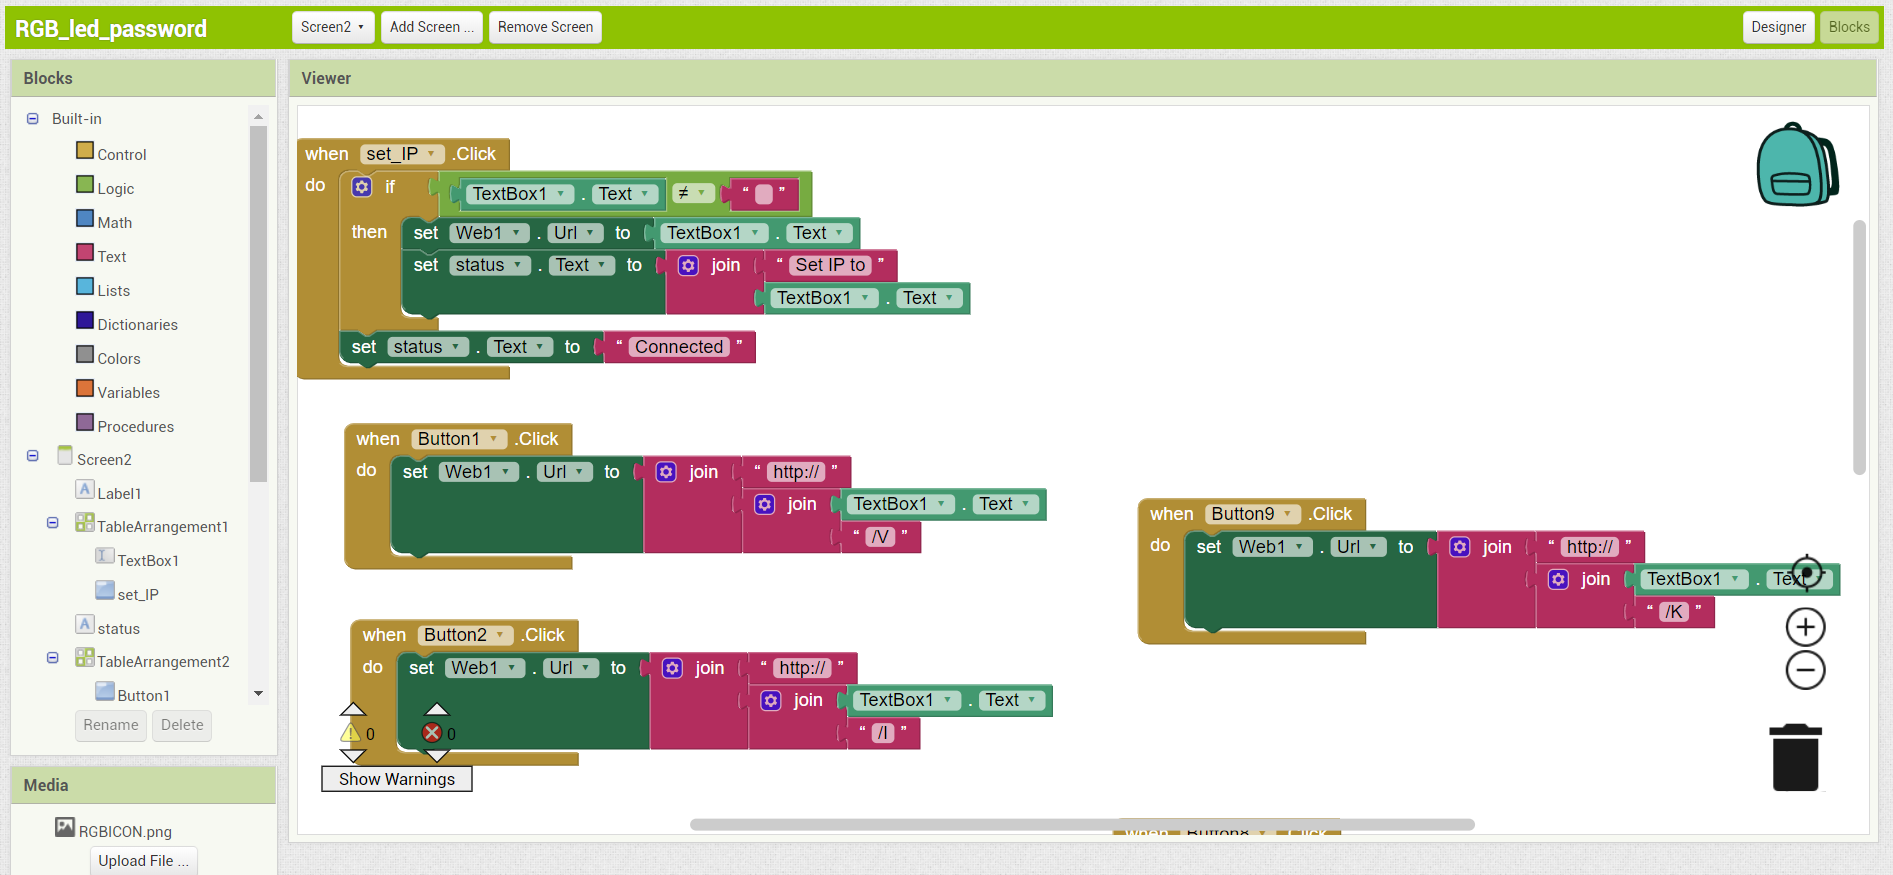 RGB_led_password
Screen2
Add Screen ...
Remove Screen
Designer
Blocks
Blocks
Built-in
Control
Logic
Math
Text
Lists
Dictionaries
Colors
Variables
Procedures
Screen2
Label1
TableArrangement1
TextBox1
set_IP
status
TableArrangement2
Button1
Rename
Delete
Media
RGBICON.png
Upload File ...
Viewer
when set_IP .Click
do if TextBox1 . Text ≠ “ ”
then set Web1 . Url to TextBox1 . Text
set status . Text to join “ Set IP to ”
TextBox1 . Text
set status . Text to “ Connected ”
when Button1 .Click
do set Web1 . Url to join “ http:// ”
join TextBox1 . Text
“ /V ”
when Button2 .Click
do set Web1 . Url to join “ http:// ”
join TextBox1 . Text
“ /I ”
0 0
Show Warnings
when Button9 .Click
do set Web1 . Url to join “ http:// ”
join TextBox1 . Text
“ /K ”
when Button8 .Click